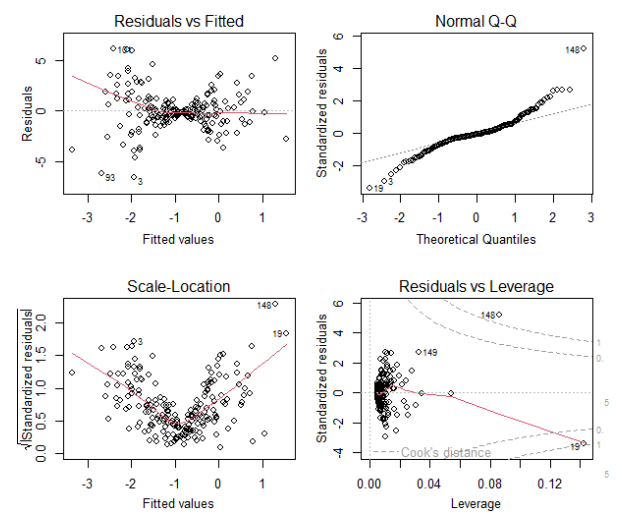 Residuals vs Fitted
Residuals
5
0
-5
93
3
-3 -2 -1 0 1
Fitted values
Normal Q-Q
Standardized residuals
6
4
2
0
-2
148
19 3
-3 -2 -1 0 1 2 3
Theoretical Quantiles
Scale-Location
√|Standardized residuals|
2.0
1.5
1.0
0.5
0.0
148
19
3
-3 -2 -1 0 1
Fitted values
Residuals vs Leverage
Standardized residuals
6
4
2
0
-2
-4
148
149
19
Cook's distance
1
0.
5
0.
1
5
0.00 0.04 0.08 0.12
Leverage